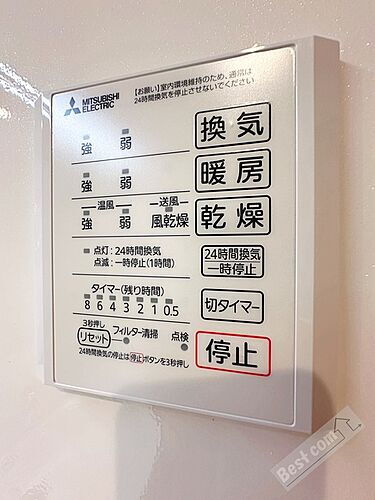 MITSUBISHI
ELECTRIC
【お願い】室内環境維持のため、通常は
24時間換気を停止させないでください
強 弱 換気
強 弱 暖房
温風 送風
強 弱 風乾燥 乾燥
点灯:24時間換気
点滅:一時停止(1時間)
24時間換気
一時停止
タイマー(残り時間)
8 6 4 3 2 1 0.5
切タイマー
3秒押し
リセット フィルター清掃 点検
24時間換気の停止は停止ボタンを3秒押し
停止
Best.com